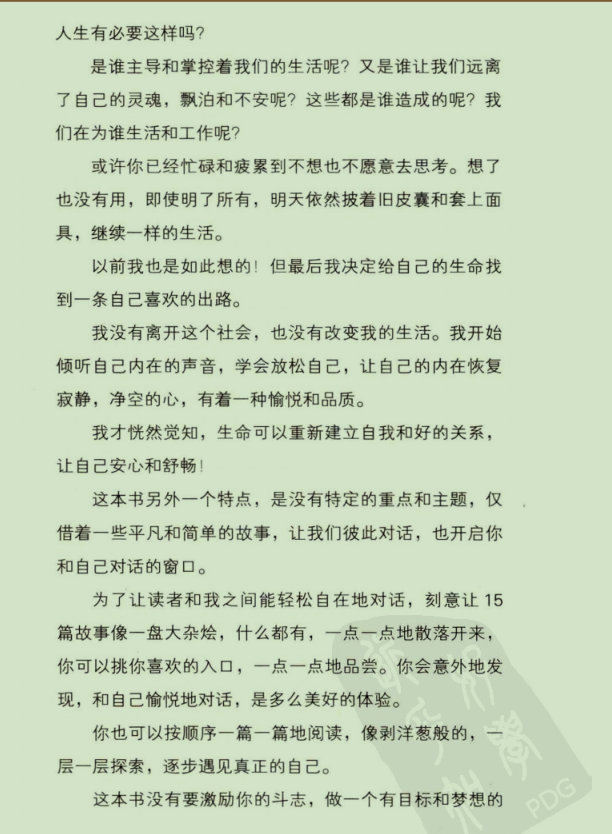 人生有必要这样吗？
是谁主导和掌控着我们的生活呢？又是谁让我们远离
了自己的灵魂，飘泊和不安呢？这些都是谁造成的呢？我
们在为谁生活和工作呢？
或许你已经忙碌和疲累到不想也不愿意去思考。想了
也没有用，即使明了所有，明天依然披着旧皮囊和套上面
具，继续一样的生活。
以前我也是如此想的！但最后我决定给自己的生命找
到一条自己喜欢的出路。
我没有离开这个社会，也没有改变我的生活。我开始
倾听自己内在的声音，学会放松自己，让自己的内在恢复
寂静，净空的心，有着一种愉悦和品质。
我才恍然觉知，生命可以重新建立自我和好的关系，
让自己安心和舒畅！
这本书另外一个特点，是没有特定的重点和主题，仅
借着一些平凡和简单的故事，让我们彼此对话，也开启你
和自己对话的窗口。
为了让读者和我之间能轻松自在地对话，刻意让 15
篇故事像一盘大杂烩，什么都有，一点一点地散落开来，
你可以挑你喜欢的入口，一点一点地品尝。你会意外地发
现，和自己愉悦地对话，是多么美好的体验。
你也可以按顺序一篇一篇地阅读，像剥洋葱般的，一
层一层探索，逐步遇见真正的自己。
这本书没有要激励你的斗志，做一个有目标和梦想的
PDG